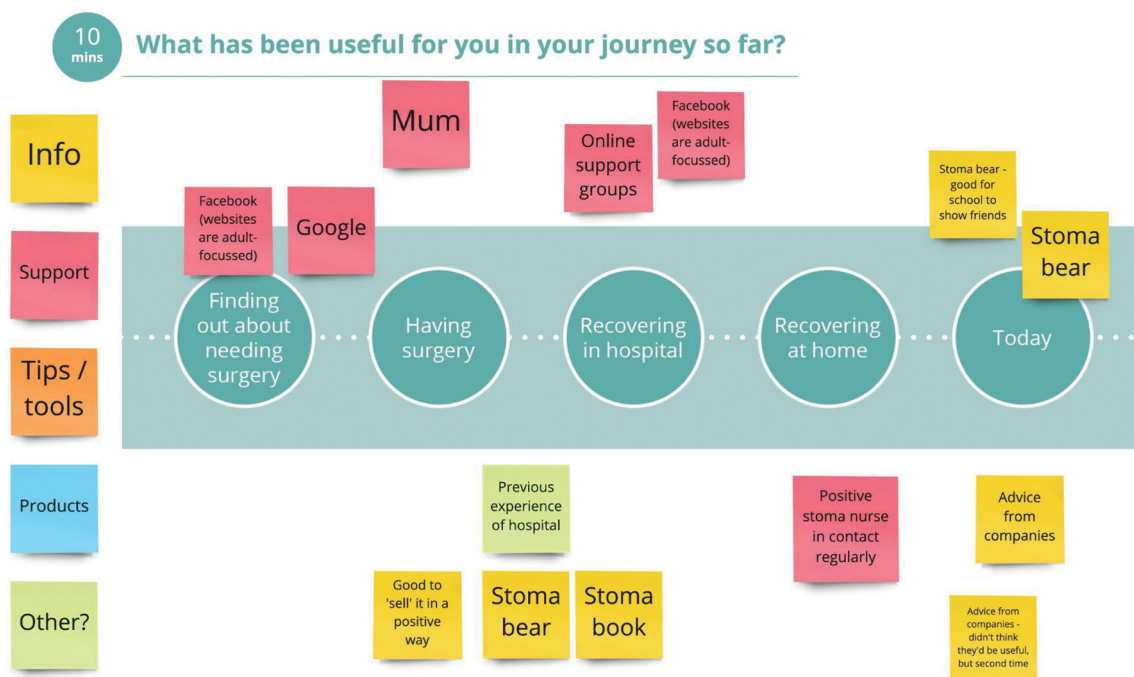 10
mins
What has been useful for you in your journey so far?
Info
Support
Tips /
tools
Products
Other?
Facebook
(websites
are adult-
focussed)
Google
Mum
Online
support
groups
Facebook
(websites
are adult-
focussed)
Stoma bear -
good for
school to
show friends
Stoma
bear
Finding
out about
needing
surgery
Having
surgery
Recovering
in hospital
Recovering
at home
Today
Previous
experience
of hospital
Good to
'sell' it in a
positive
way
Stoma
bear
Stoma
book
Positive
stoma nurse
in contact
regularly
Advice
from
companies
Advice from
companies -
didn't think
they'd be useful,
but second time